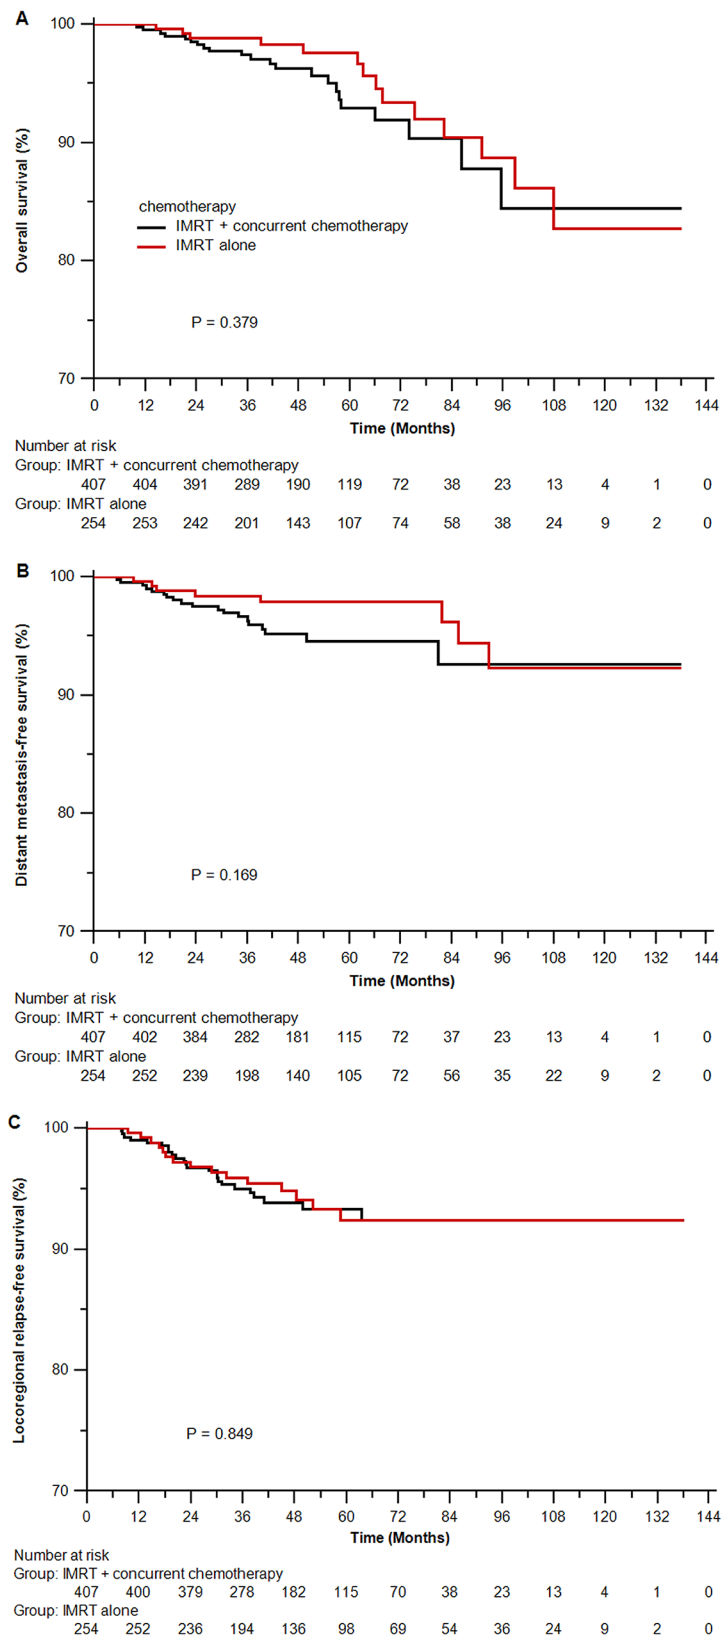 A
100
90
80
70
Overall survival (%)
chemotherapy
IMRT + concurrent chemotherapy
IMRT alone
P = 0.379
0 12 24 36 48 60 72 84 96 108 120 132 144
Time (Months)
Number at risk
Group: IMRT + concurrent chemotherapy
407 404 391 289 190 119 72 38 23 13 4 1 0
Group: IMRT alone
254 253 242 201 143 107 74 58 38 24 9 2 0
B
100
90
80
70
Distant metastasis-free survival (%)
P = 0.169
0 12 24 36 48 60 72 84 96 108 120 132 144
Time (Months)
Number at risk
Group: IMRT + concurrent chemotherapy
407 402 384 282 181 115 72 37 23 13 4 1 0
Group: IMRT alone
254 252 239 198 140 105 72 56 35 22 9 2 0
C
100
90
80
70
Locoregional relapse-free survival (%)
P = 0.849
0 12 24 36 48 60 72 84 96 108 120 132 144
Time (Months)
Number at risk
Group: IMRT + concurrent chemotherapy
407 400 379 278 182 115 70 38 23 13 4 1 0
Group: IMRT alone
254 252 236 194 136 98 69 54 36 24 9 2 0